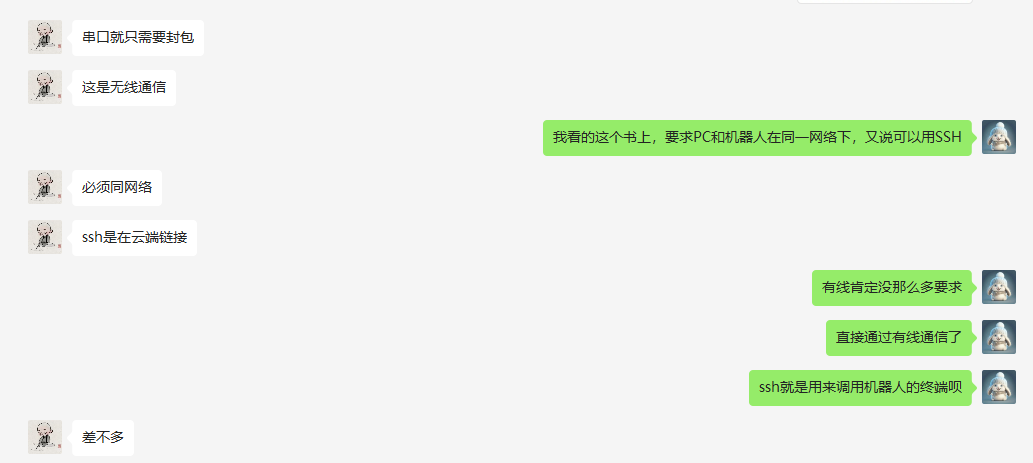 串口就只需要封包
这是无线通信
我看的这个书上，要求PC和机器人在同一网络下，又说可以用SSH
必须同网络
ssh是在云端链接
有线肯定没那么多要求
直接通过有线通信了
ssh就是用来调用机器人的终端呗
差不多